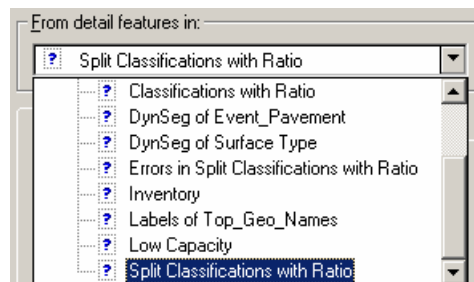 From detail features in:
Split Classifications with Ratio
Classifications with Ratio
DynSeg of Event_Pavement
DynSeg of Surface Type
Errors in Split Classifications with Ratio
Inventory
Labels of Top_Geo_Names
Low Capacity
Split Classifications with Ratio